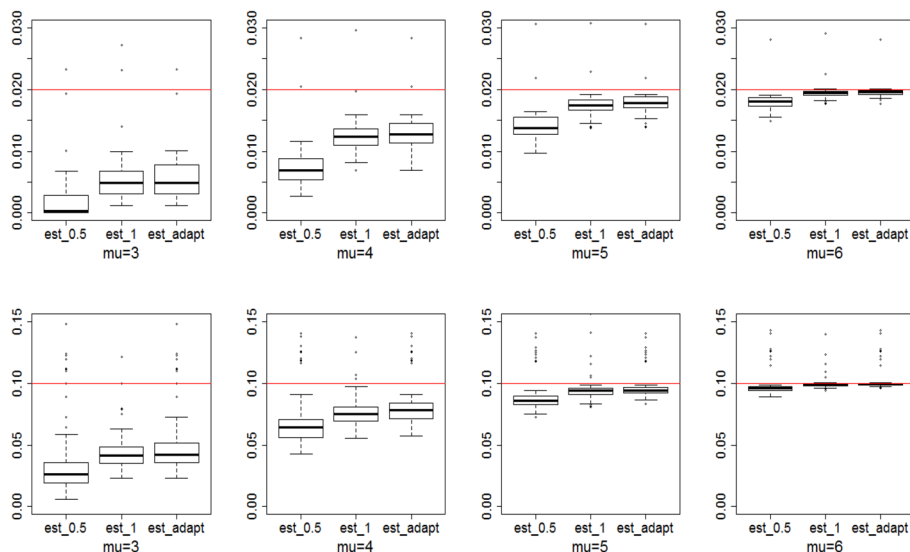 0.030 0.030 0.030 0.030
0.020 0.020 0.020 0.020
0.010 0.010 0.010 0.010
0.000 0.000 0.000 0.000
est_0.5 est_1 est_adapt est_0.5 est_1 est_adapt est_0.5 est_1 est_adapt est_0.5 est_1 est_adapt
mu=3 mu=4 mu=5 mu=6
0.15 0.15 0.15 0.15
0.10 0.10 0.10 0.10
0.05 0.05 0.05 0.05
0.00 0.00 0.00 0.00
est_0.5 est_1 est_adapt est_0.5 est_1 est_adapt est_0.5 est_1 est_adapt est_0.5 est_1 est_adapt
mu=3 mu=4 mu=5 mu=6